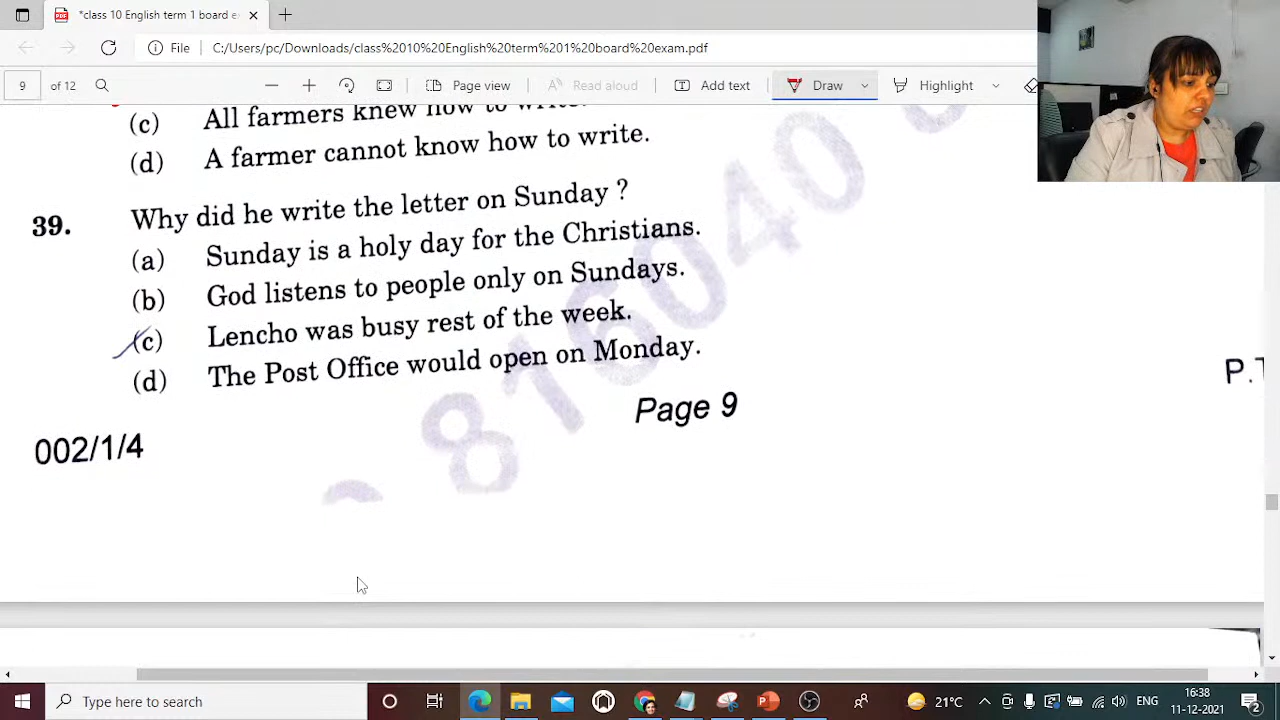 *class 10 English term 1 board e
File C:/Users/pc/Downloads/class%2010%20English%20term%201%20board%20exam.pdf
9 of 12 Page view Read aloud Add text Draw Highlight
(c) All farmers knew how to write.
(d) A farmer cannot know how to write.
39. Why did he write the letter on Sunday ?
(a) Sunday is a holy day for the Christians.
(b) God listens to people only on Sundays.
(c) Lencho was busy rest of the week.
(d) The Post Office would open on Monday.
Page 9
P.T
002/1/4
816040
Type here to search
21°C ENG 16:38
11-12-2021
2